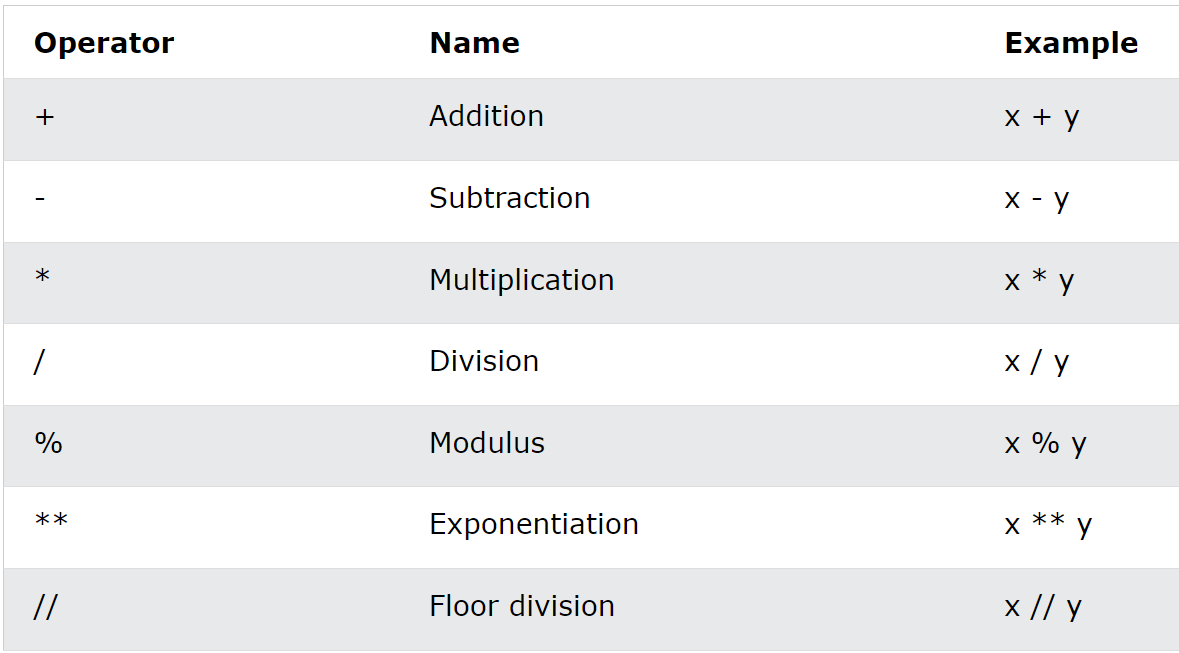 Operator Name Example
+ Addition x + y
- Subtraction x - y
* Multiplication x * y
/ Division x / y
% Modulus x % y
** Exponentiation x ** y
// Floor division x // y